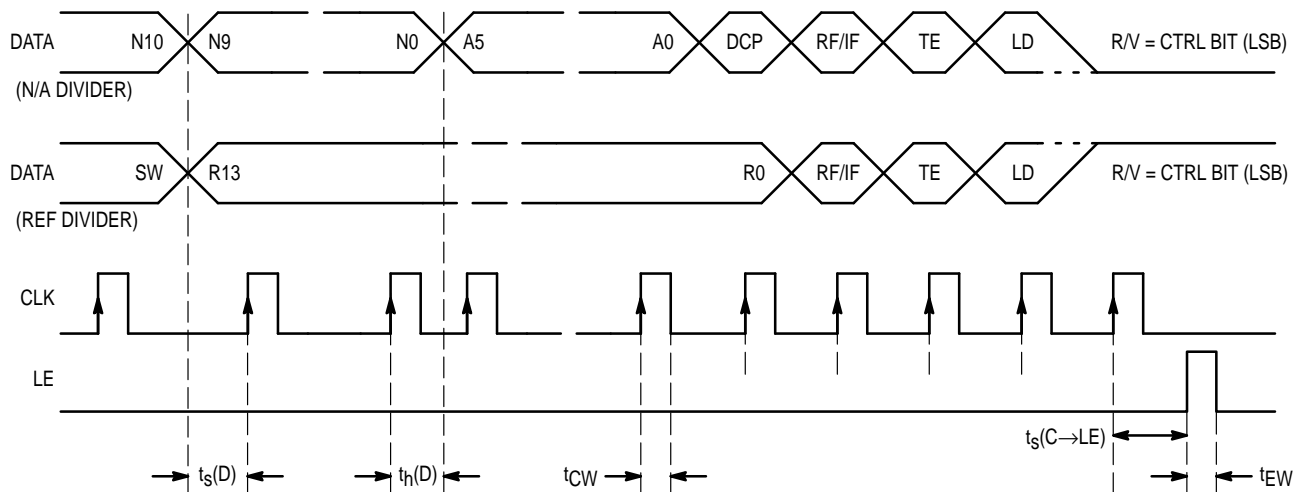 DATA N10 N9 N0 A5 A0 DCP RF/IF TE LD R/V = CTRL BIT (LSB)
(N/A DIVIDER)
DATA SW R13 R0 RF/IF TE LD R/V = CTRL BIT (LSB)
(REF DIVIDER)
CLK
LE
ts(C→LE)
ts(D) th(D) tCW tEW